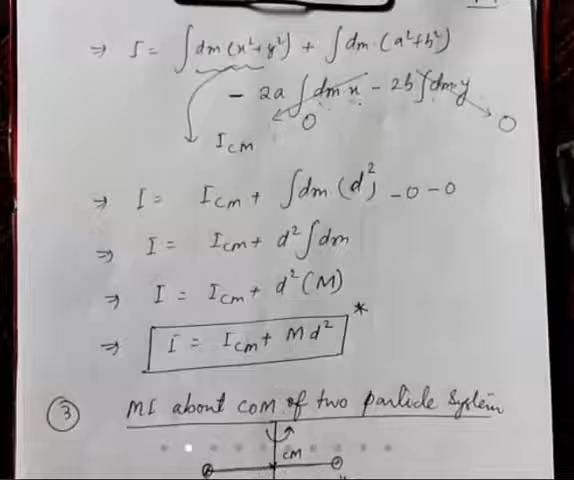 ⇒ I = ∫dm(x²+y²) + ∫dm.(a²+b²)
- 2a ∫dm x - 2b∫dm y
0
0
I_CM
⇒ I = I_CM + ∫dm (d²) - 0 - 0
⇒ I = I_CM + d² ∫dm
⇒ I = I_CM + d² (M)
⇒ I = I_CM + Md² *
③ MI about COM of two particle system
CM